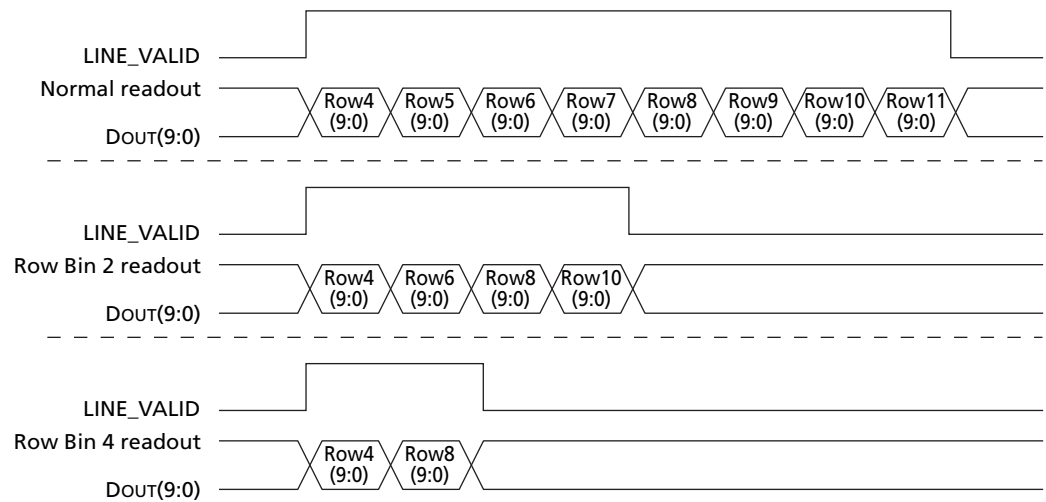 LINE_VALID
Normal readout
Row4 Row5 Row6 Row7 Row8 Row9 Row10 Row11
(9:0) (9:0) (9:0) (9:0) (9:0) (9:0) (9:0) (9:0)
DOUT(9:0)
LINE_VALID
Row Bin 2 readout
Row4 Row6 Row8 Row10
(9:0) (9:0) (9:0) (9:0)
DOUT(9:0)
LINE_VALID
Row Bin 4 readout
Row4 Row8
(9:0) (9:0)
DOUT(9:0)